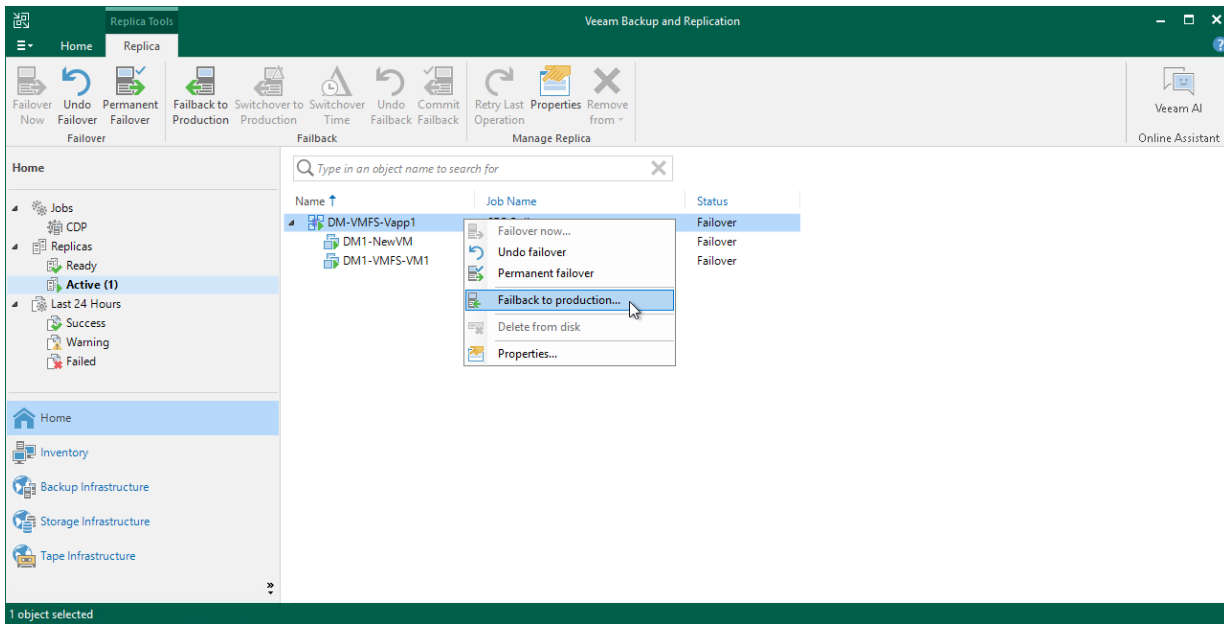 Replica Tools
Veeam Backup and Replication
Home
Replica
?
Failover Now
Undo Failover
Permanent Failover
Failback to Production
Switchover to Production
Switchover Time
Undo Failback
Commit Failback
Retry Last Operation
Properties
Remove from
Veeam AI
Failover
Failback
Manage Replica
Online Assistant
Home
Jobs
CDP
Replicas
Ready
Active (1)
Last 24 Hours
Success
Warning
Failed
Home
Inventory
Backup Infrastructure
Storage Infrastructure
Tape Infrastructure
Type in an object name to search for
Name Job Name Status
DM-VMFS-Vapp1 Failover
DM1-NewVM Failover
DM1-VMFS-VM1 Failover
Failover now...
Undo failover
Permanent failover
Failback to production...
Delete from disk
Properties...
1 object selected